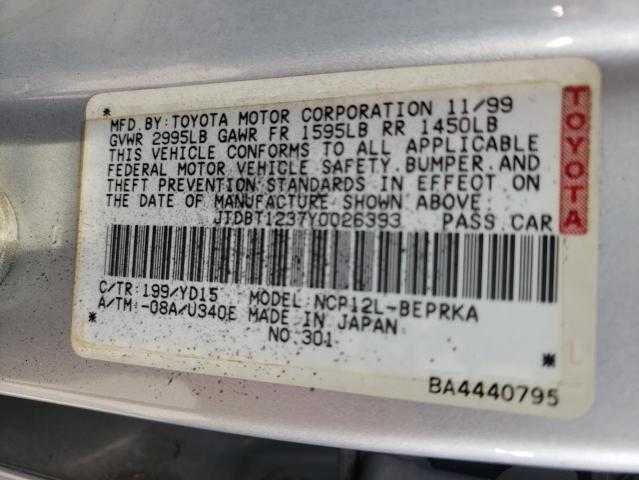 MFD.BY:TOYOTA MOTOR CORPORATION 11/99
GVWR 2995LB GAWR FR 1595LB RR 1450LB
THIS VEHICLE CONFORMS TO ALL APPLICABLE
FEDERAL MOTOR VEHICLE SAFETY.BUMPER.AND
THEFT PREVENTION STANDARDS IN EFFECT ON
THE DATE OF MANUFACTURE SHOWN ABOVE.
JTDBT1237Y0026393 PASS.CAR
C/TR:199/YD15 MODEL:NCP12L-BEPRKA
A/TM:-08A/U340E MADE IN JAPAN
NO.301
BA4440795
TOYOTA